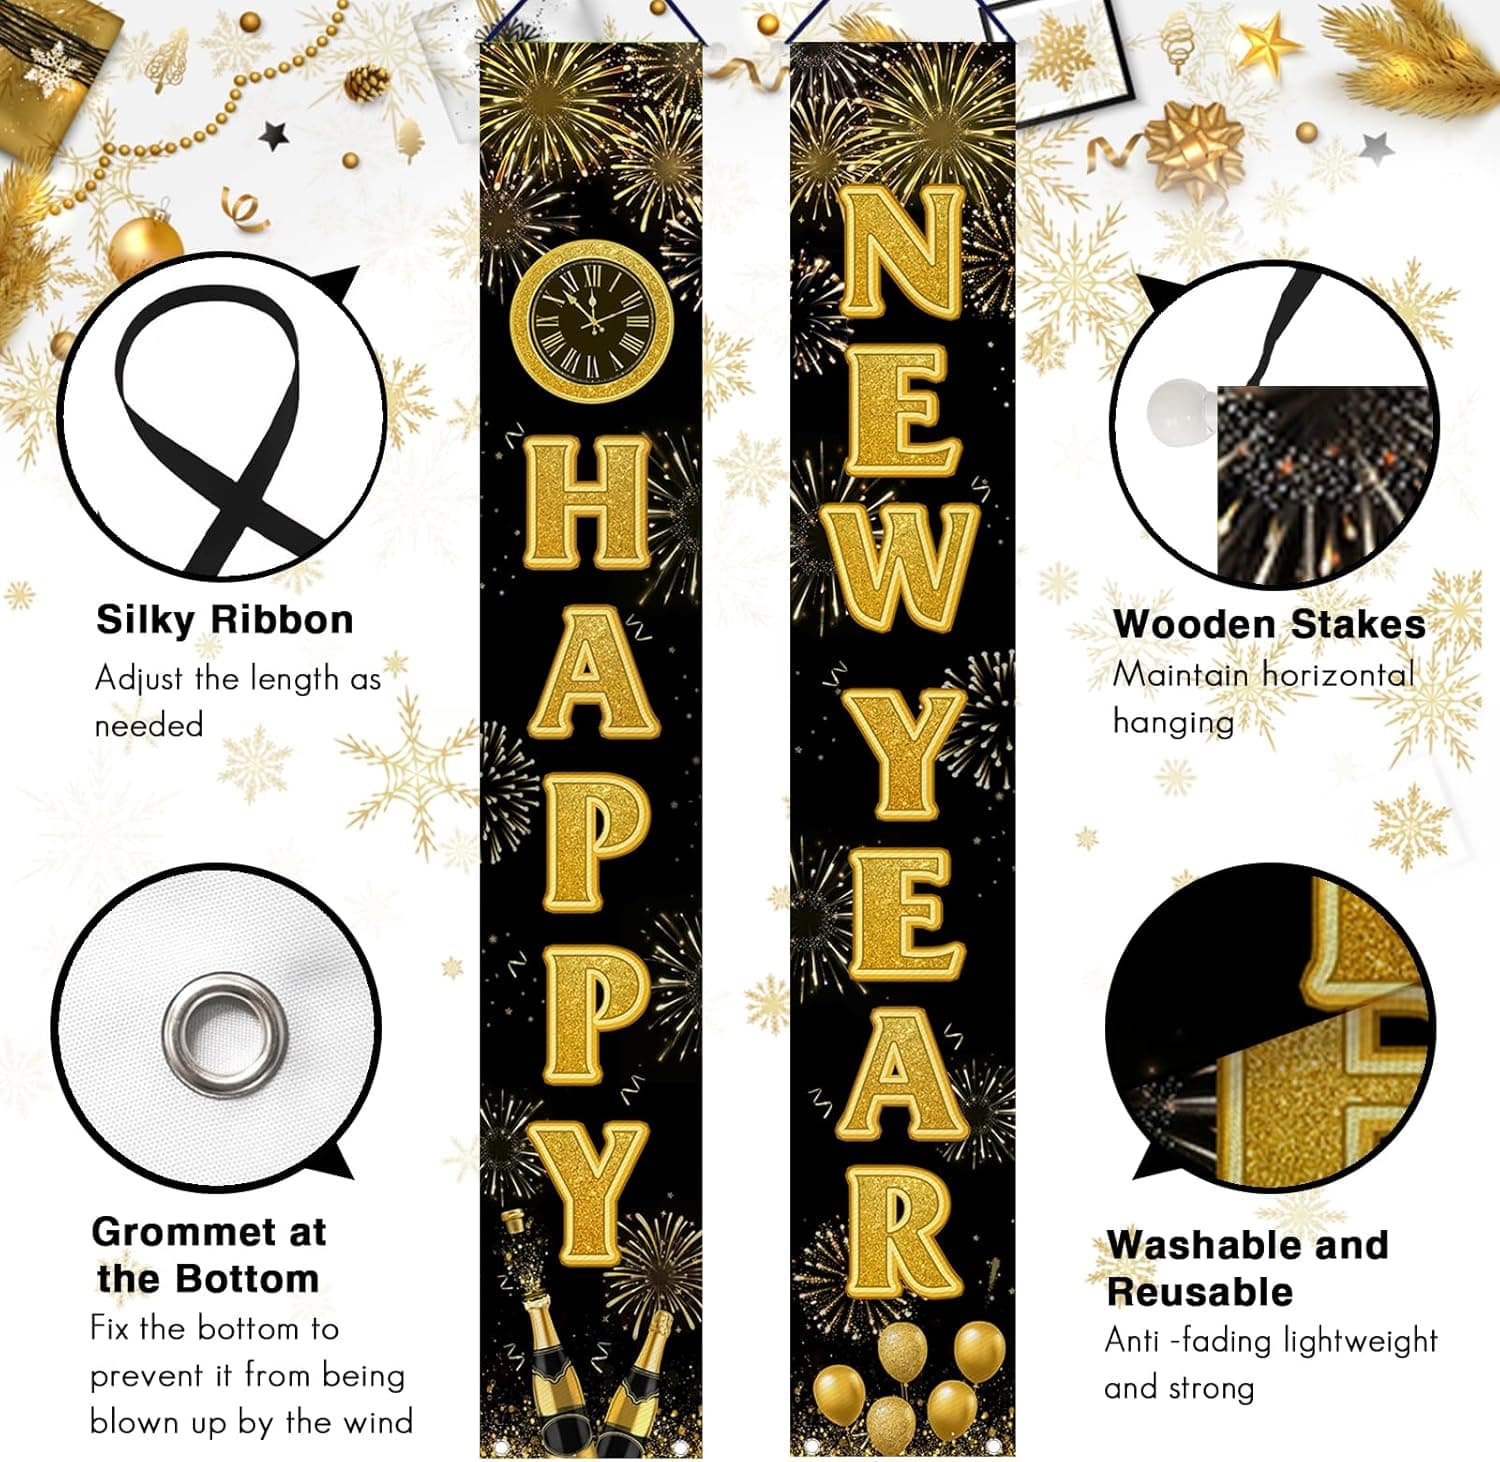 HAPPY
NEW YEAR
Silky Ribbon
Adjust the length as
needed
Wooden Stakes
Maintain horizontal
hanging
Grommet at
the Bottom
Fix the bottom to
prevent it from being
blown up by the wind
Washable and
Reusable
Anti -fading lightweight
and strong